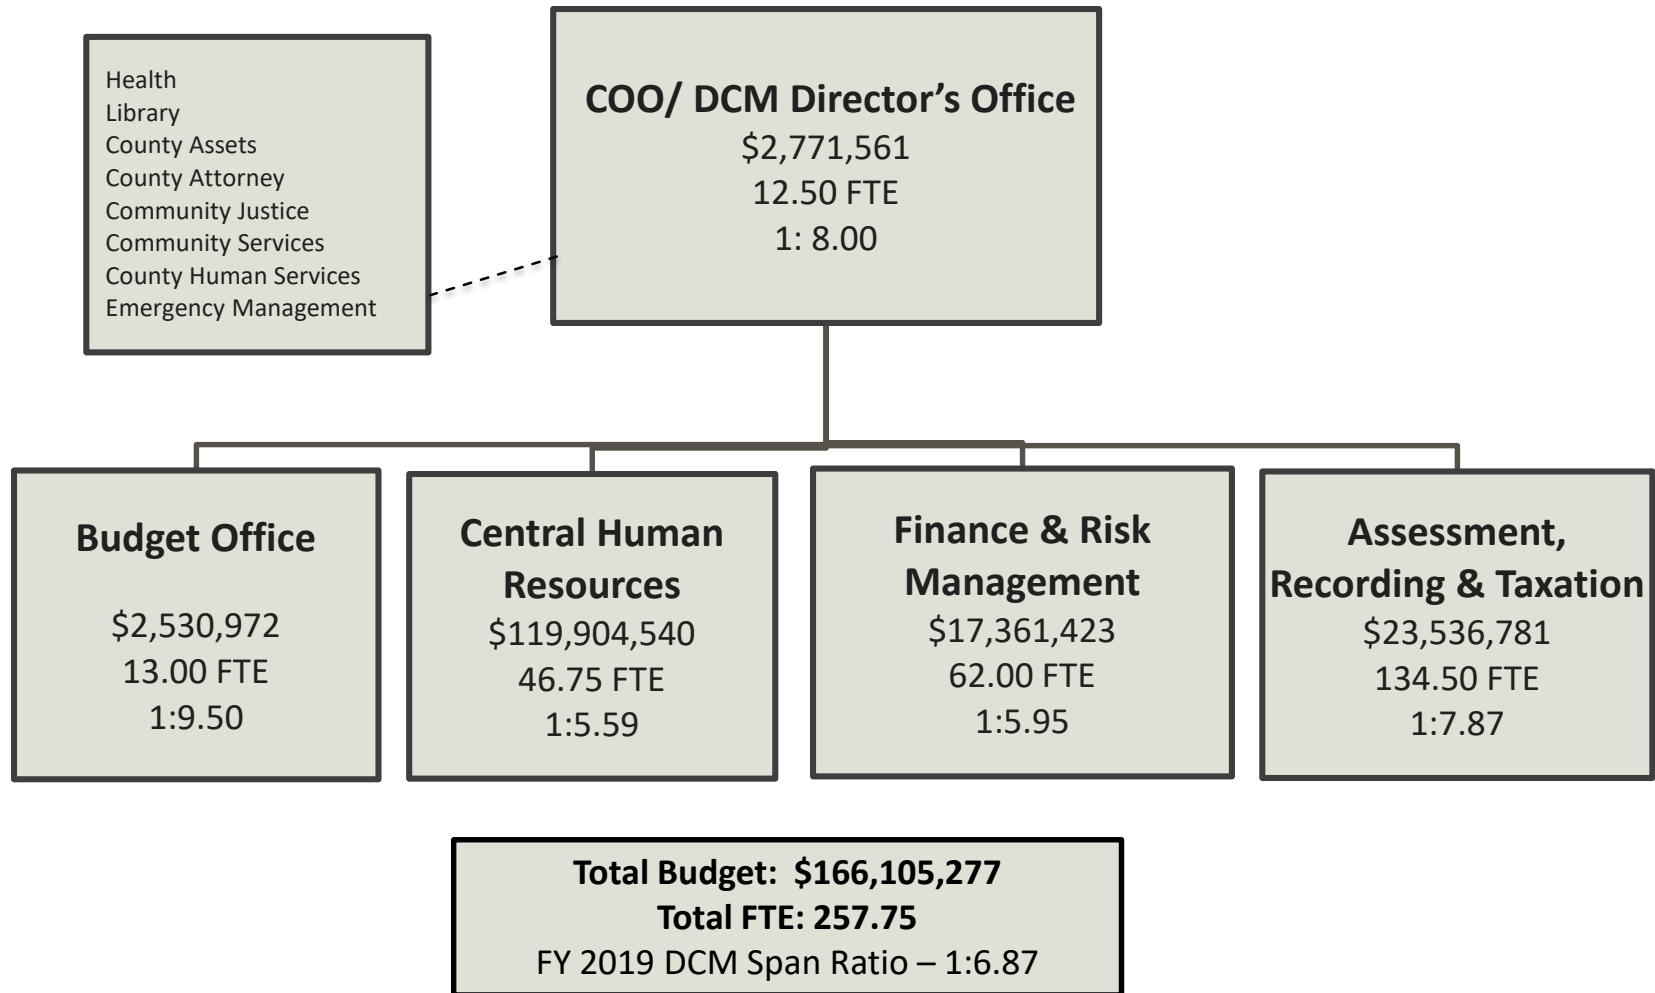 Health
Library
County Assets
County Attorney
Community Justice
Community Services
County Human Services
Emergency Management
COO/ DCM Director’s Office
$2,771,561
12.50 FTE
1: 8.00
Budget Office
$2,530,972
13.00 FTE
1:9.50
Central Human
Resources
$119,904,540
46.75 FTE
1:5.59
Finance & Risk
Management
$17,361,423
62.00 FTE
1:5.95
Assessment,
Recording & Taxation
$23,536,781
134.50 FTE
1:7.87
Total Budget: $166,105,277
Total FTE: 257.75
FY 2019 DCM Span Ratio – 1:6.87